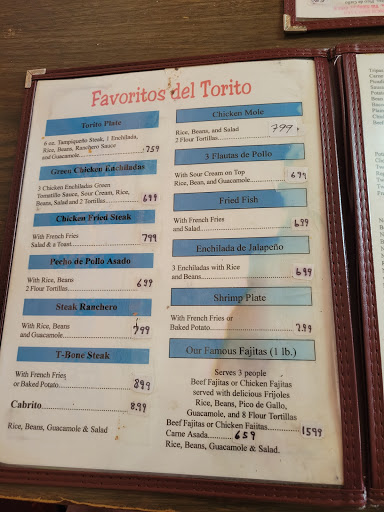 Favoritos del Torito
Torito Plate
6 oz. Tampiqueño Steak, 1 Enchilada,
Rice, Beans, Ranchero Sauce
and Guacamole 759
Green Chicken Enchiladas
3 Chicken Enchiladas Green
Tomatillo Sauce, Sour Cream, Rice,
Beans, Salad and 2 Tortillas 699
Chicken Fried Steak
With French Fries
Salad & a Toast 799
Pecho de Pollo Asado
With Rice, Beans
2 Flour Tortillas 699
Steak Ranchero
With Rice, Beans
and Guacamole 799
T-Bone Steak
With French Fries
or Baked Potato 899
Cabrito 8.99
Rice, Beans, Guacamole & Salad
Chicken Mole
Rice, Beans, and Salad
2 Flour Tortillas 799
3 Flautas de Pollo
With Sour Cream on Top
Rice, Bean, and Guacamole 699
Fried Fish
With French Fries
and Salad 699
Enchilada de Jalapeño
3 Enchiladas with Rice
and Beans 699
Shrimp Plate
With French Fries or
Baked Potato 799
Our Famous Fajitas (1 lb.)
Serves 3 people
Beef Fajitas or Chicken Fajitas
served with delicious Frijoles
Rice, Beans, Pico de Gallo,
Guacamole, and 8 Flour Tortillas
Beef Fajitas or Chicken Faiitas 1599
Carne Asada 659
Rice, Beans, Guacamole & Salad.